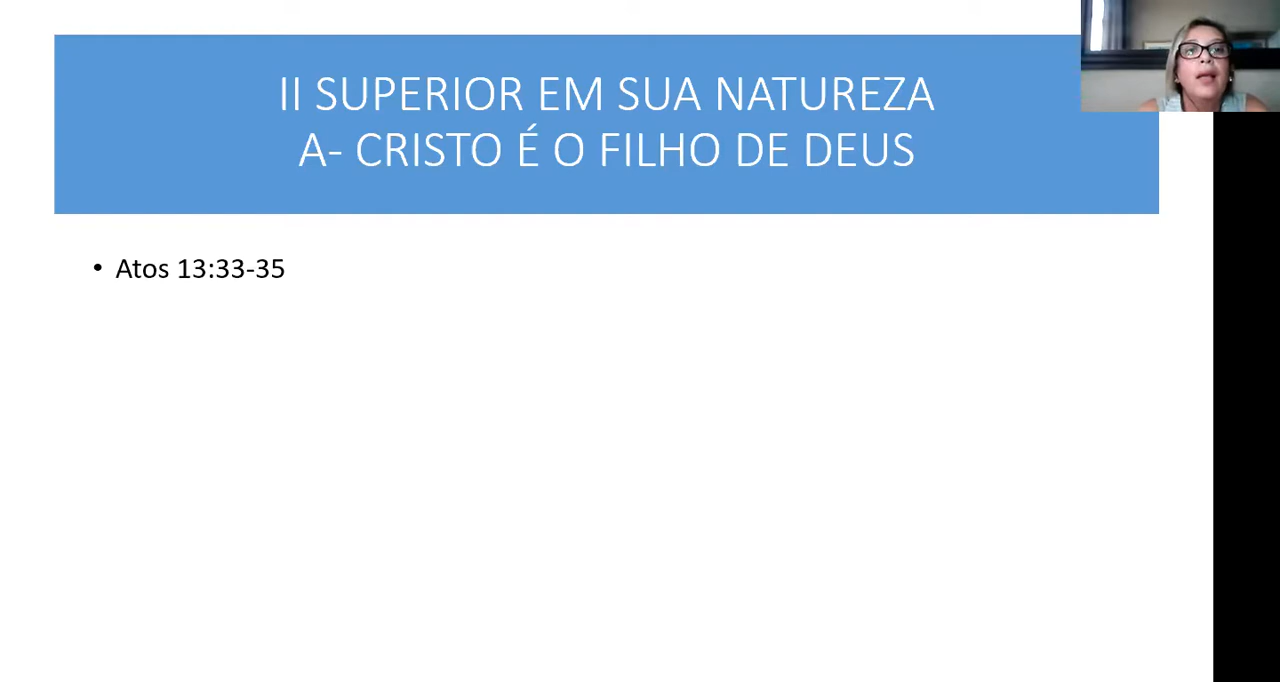 II SUPERIOR EM SUA NATUREZA
A- CRISTO É O FILHO DE DEUS
• Atos 13:33-35